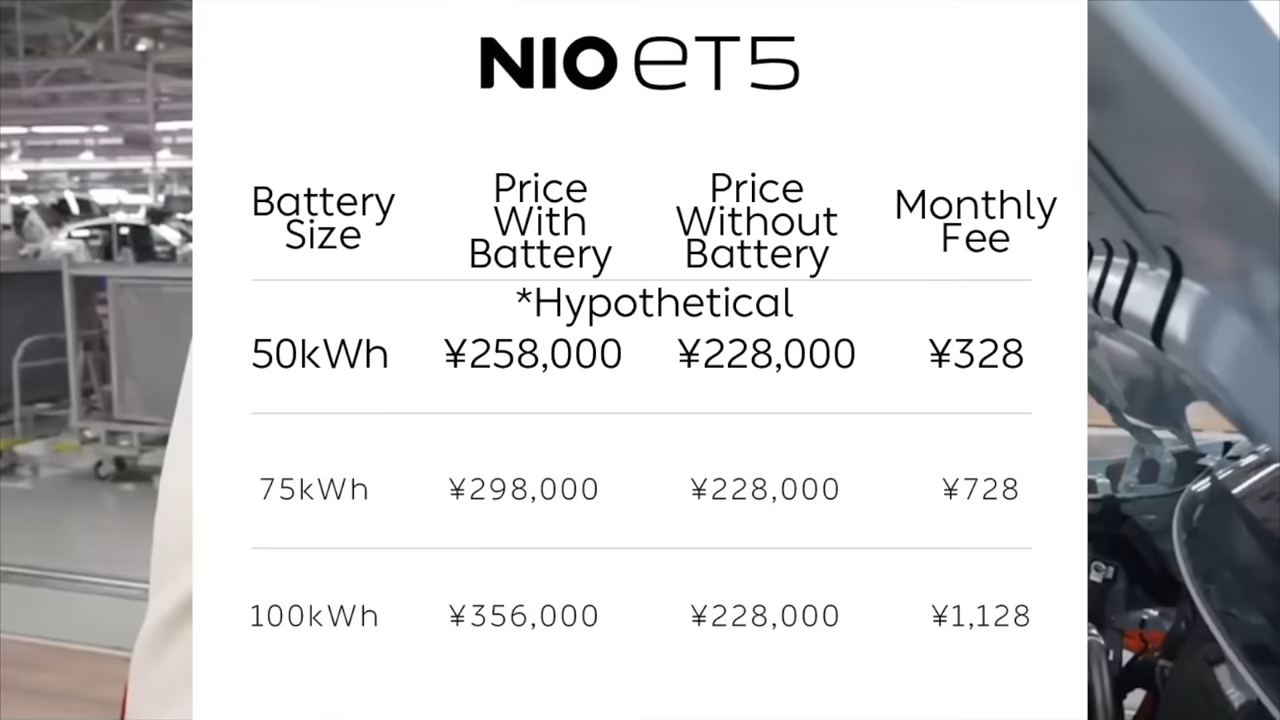 NIO ET5
Battery Size
Price With Battery
Price Without Battery
Monthly Fee
*Hypothetical
50kWh ¥258,000 ¥228,000 ¥328
75kWh ¥298,000 ¥228,000 ¥728
100kWh ¥356,000 ¥228,000 ¥1,128